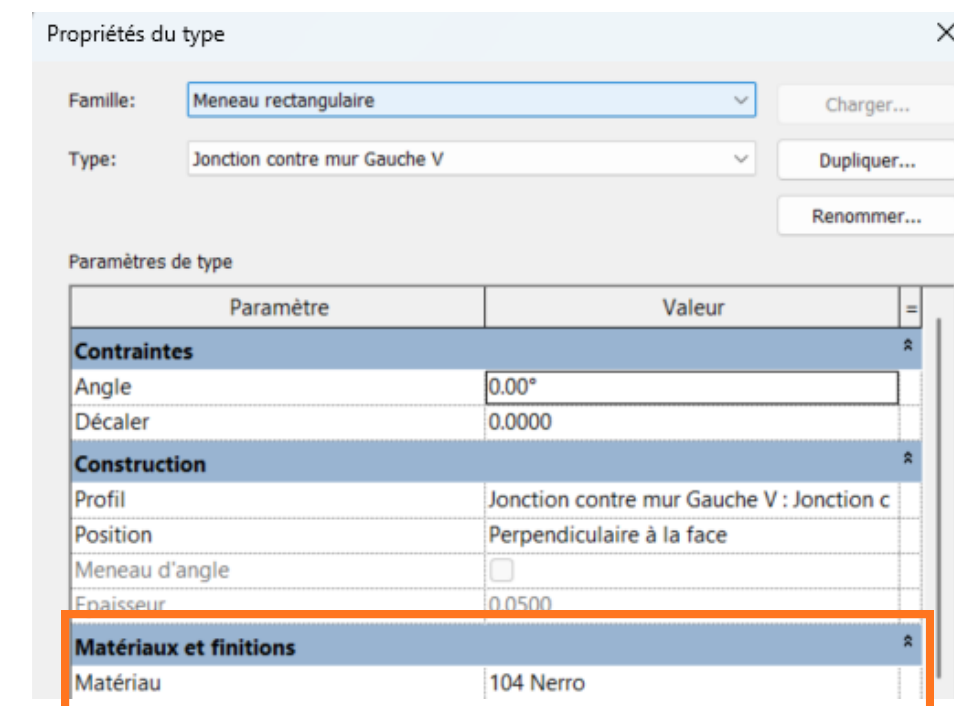 Propriétés du type
Famille: Meneau rectangulaire Charger...
Type: Jonction contre mur Gauche V Dupliquer...
Renommer...
Paramètres de type
Paramètre Valeur =
Contraintes
Angle 0.00°
Décaler 0.0000
Construction
Profil Jonction contre mur Gauche V : Jonction c
Position Perpendiculaire à la face
Meneau d'angle
Epaisseur 0.0500
Matériaux et finitions
Matériau 104 Nerro